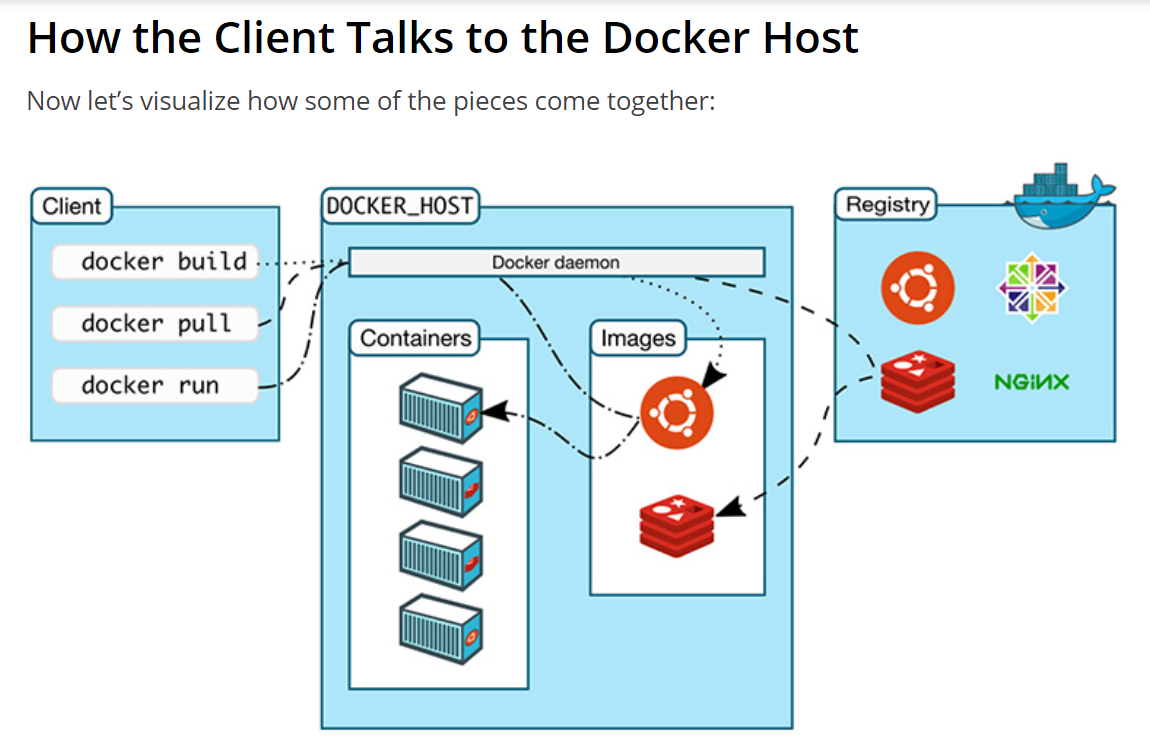 How the Client Talks to the Docker Host
Now let’s visualize how some of the pieces come together:
Client
docker build
docker pull
docker run
DOCKER_HOST
Docker daemon
Containers
Images
Registry
NGiИX